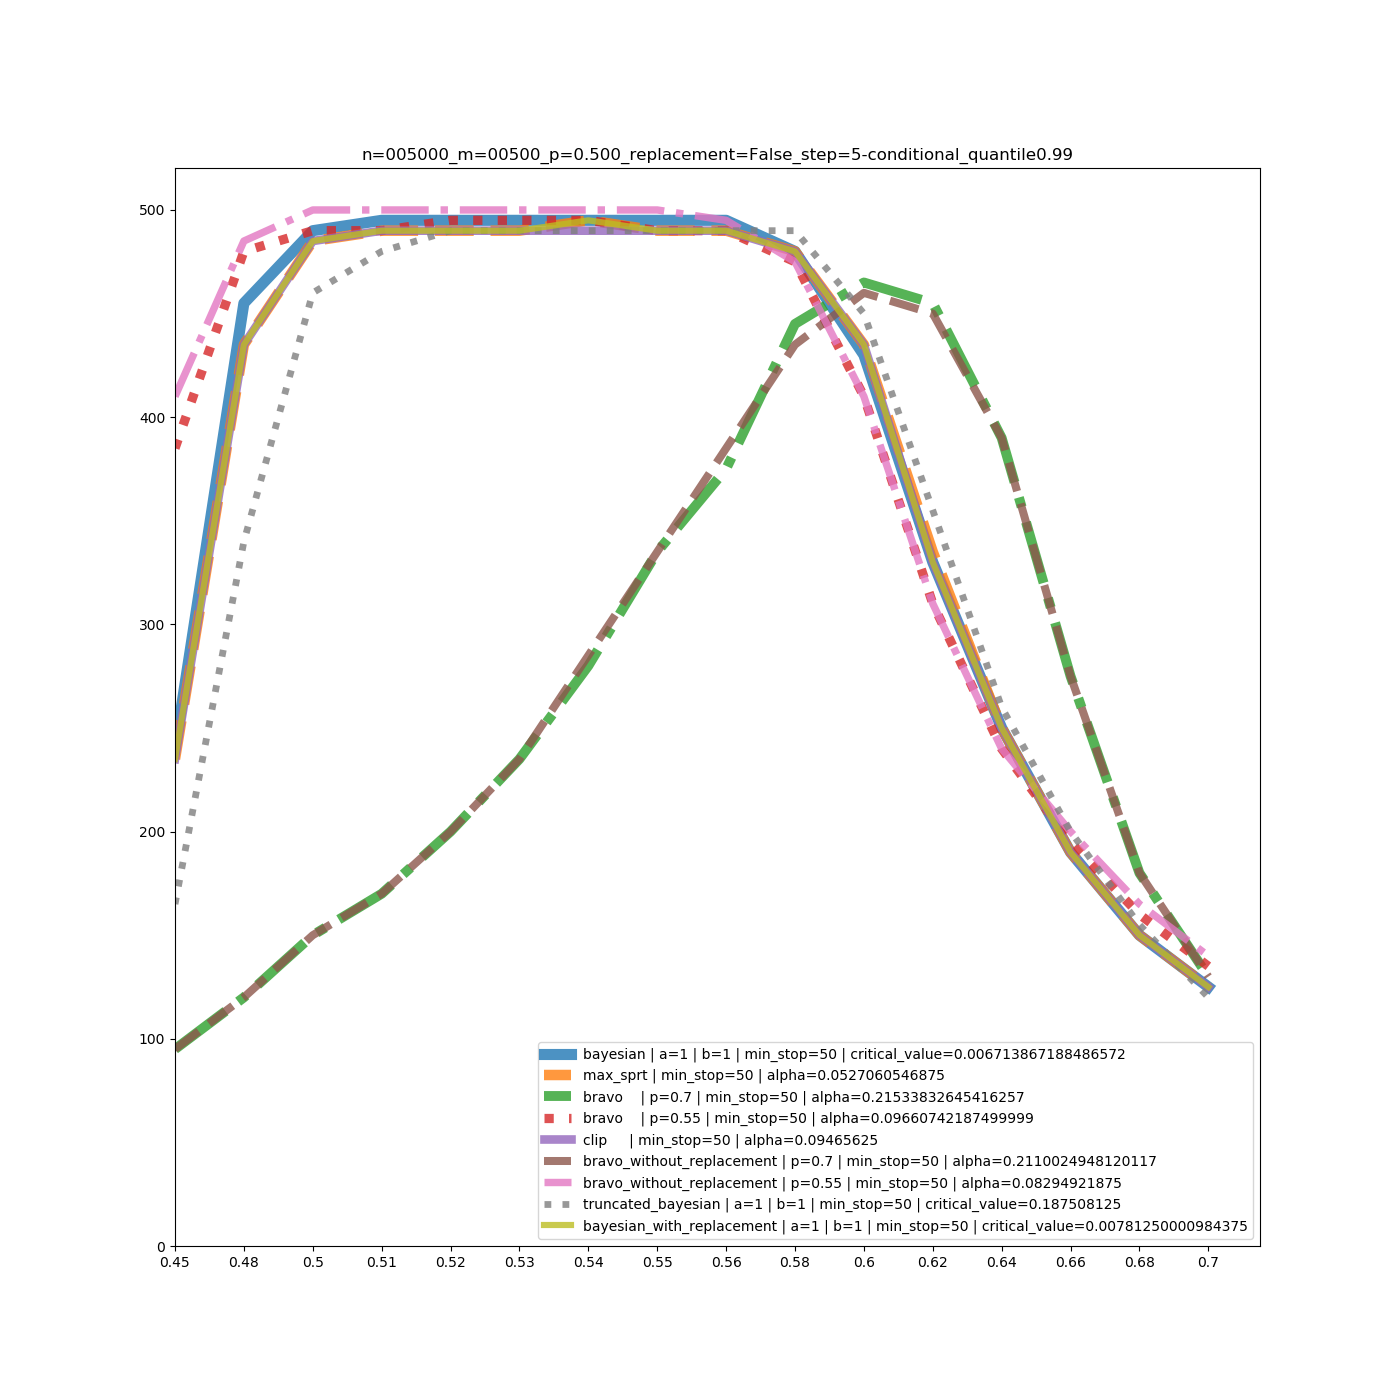 n=005000_m=00500_p=0.500_replacement=False_step=5-conditional_quantile0.99
500
400
300
200
100
0
0.45 0.48 0.5 0.51 0.52 0.53 0.54 0.55 0.56 0.58 0.6 0.62 0.64 0.66 0.68 0.7
bayesian | a=1 | b=1 | min_stop=50 | critical_value=0.006713867188486572
max_sprt | min_stop=50 | alpha=0.0527060546875
bravo | p=0.7 | min_stop=50 | alpha=0.21533832645416257
bravo | p=0.55 | min_stop=50 | alpha=0.09660742187499999
clip | min_stop=50 | alpha=0.09465625
bravo_without_replacement | p=0.7 | min_stop=50 | alpha=0.2110024948120117
bravo_without_replacement | p=0.55 | min_stop=50 | alpha=0.08294921875
truncated_bayesian | a=1 | b=1 | min_stop=50 | critical_value=0.187508125
bayesian_with_replacement | a=1 | b=1 | min_stop=50 | critical_value=0.00781250000984375